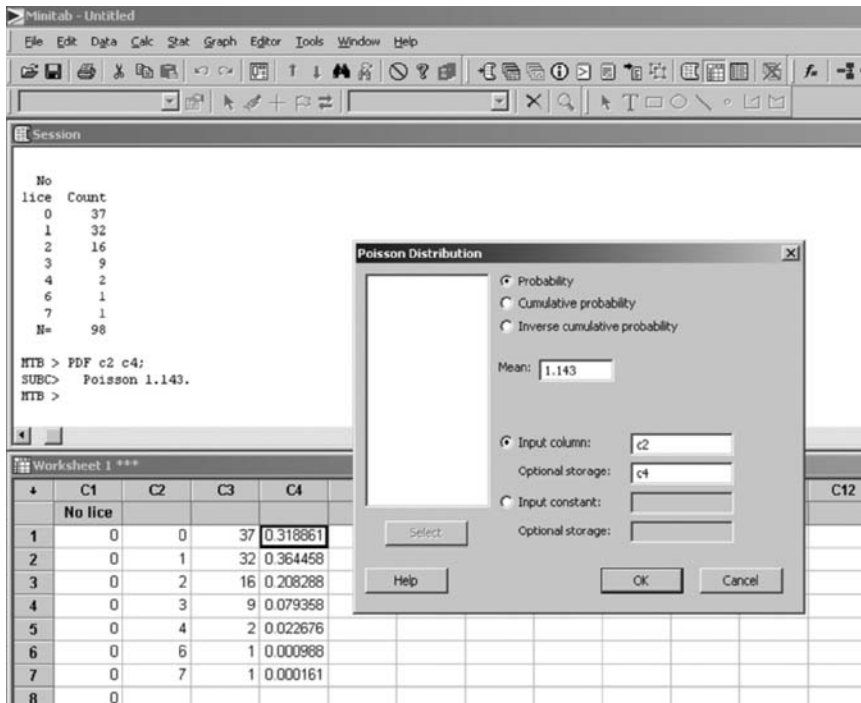 Minitab - Untitled
File Edit Data Calc Stat Graph Editor Tools Window Help
Session
No
lice Count
0 37
1 32
2 16
3 9
4 2
6 1
7 1
N= 98
MTB > PDF c2 c4;
SUBC> Poisson 1.143.
MTB >
Poisson Distribution
Probability
Cumulative probability
Inverse cumulative probability
Mean: 1.143
Input column: c2
Optional storage: c4
Input constant:
Optional storage:
Select
Help OK Cancel
Worksheet 1 ***
C1 C2 C3 C4 C12
No lice
1 0 0 37 0.318861
2 0 1 32 0.364458
3 0 2 16 0.208288
4 0 3 9 0.079358
5 0 4 2 0.022676
6 0 6 1 0.000988
7 0 7 1 0.000161
8 0